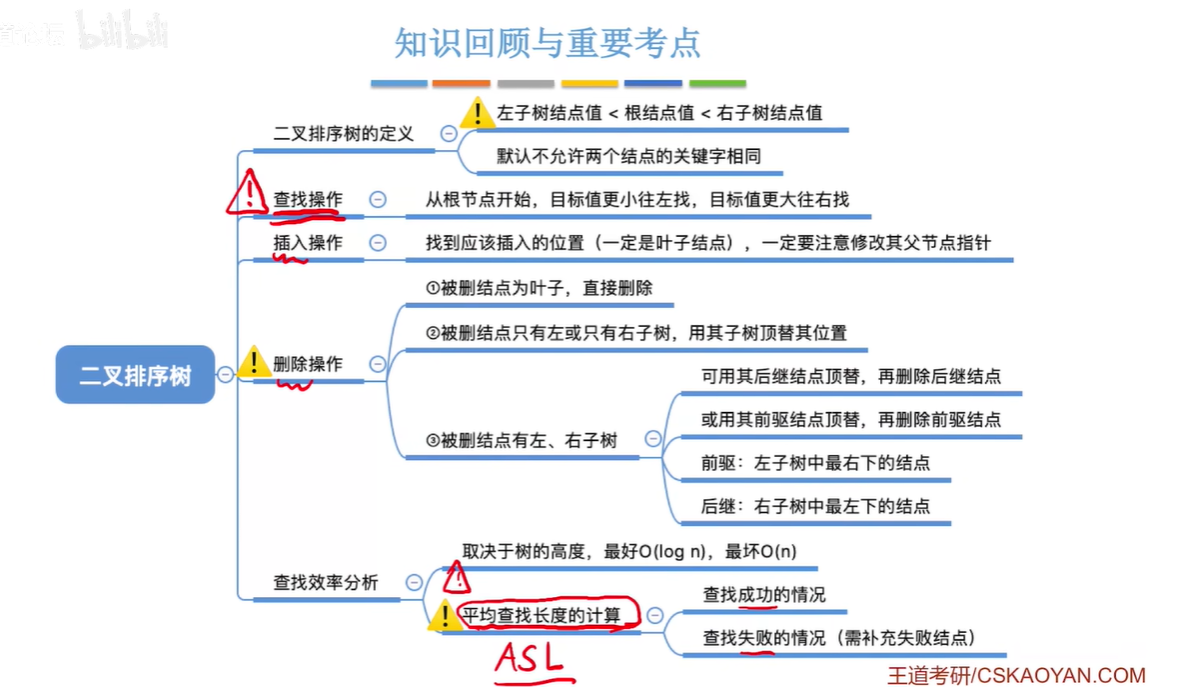 bilibili
知识回顾与重要考点
二叉排序树
二叉排序树的定义
左子树结点值 < 根结点值 < 右子树结点值
默认不允许两个结点的关键字相同
查找操作
从根节点开始，目标值更小往左找，目标值更大往右找
插入操作
找到应该插入的位置（一定是叶子结点），一定要注意修改其父节点指针
删除操作
①被删结点为叶子，直接删除
②被删结点只有左或只有右子树，用其子树顶替其位置
③被删结点有左、右子树
可用其后继结点顶替，再删除后继结点
或用其前驱结点顶替，再删除前驱结点
前驱：左子树中最右下的结点
后继：右子树中最左下的结点
查找效率分析
取决于树的高度，最好O(log n)，最坏O(n)
平均查找长度的计算
查找成功的情况
查找失败的情况（需补充失败结点）
ASL
王道考研/CSKAOYAN.COM